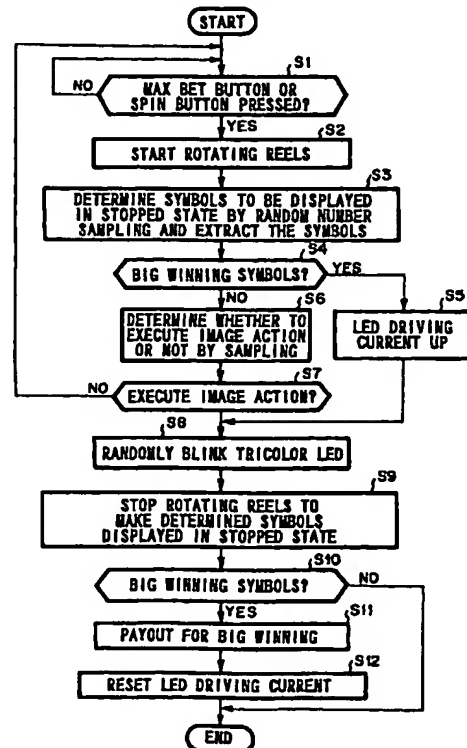 START
S1
NO
MAX BET BUTTON OR
SPIN BUTTON PRESSED?
YES
S2
START ROTATING REELS
S3
DETERMINE SYMBOLS TO BE DISPLAYED
IN STOPPED STATE BY RANDOM NUMBER
SAMPLING AND EXTRACT THE SYMBOLS
S4
BIG WINNING SYMBOLS?
YES
NO
S5
LED DRIVING
CURRENT UP
S6
DETERMINE WHETHER TO
EXECUTE IMAGE ACTION
OR NOT BY SAMPLING
S7
NO
EXECUTE IMAGE ACTION?
S8
RANDOMLY BLINK TRICOLOR LED
S9
STOP ROTATING REELS TO
MAKE DETERMINED SYMBOLS
DISPLAYED IN STOPPED STATE
S10
BIG WINNING SYMBOLS?
NO
YES
S11
PAYOUT FOR BIG WINNING
S12
RESET LED DRIVING CURRENT
END